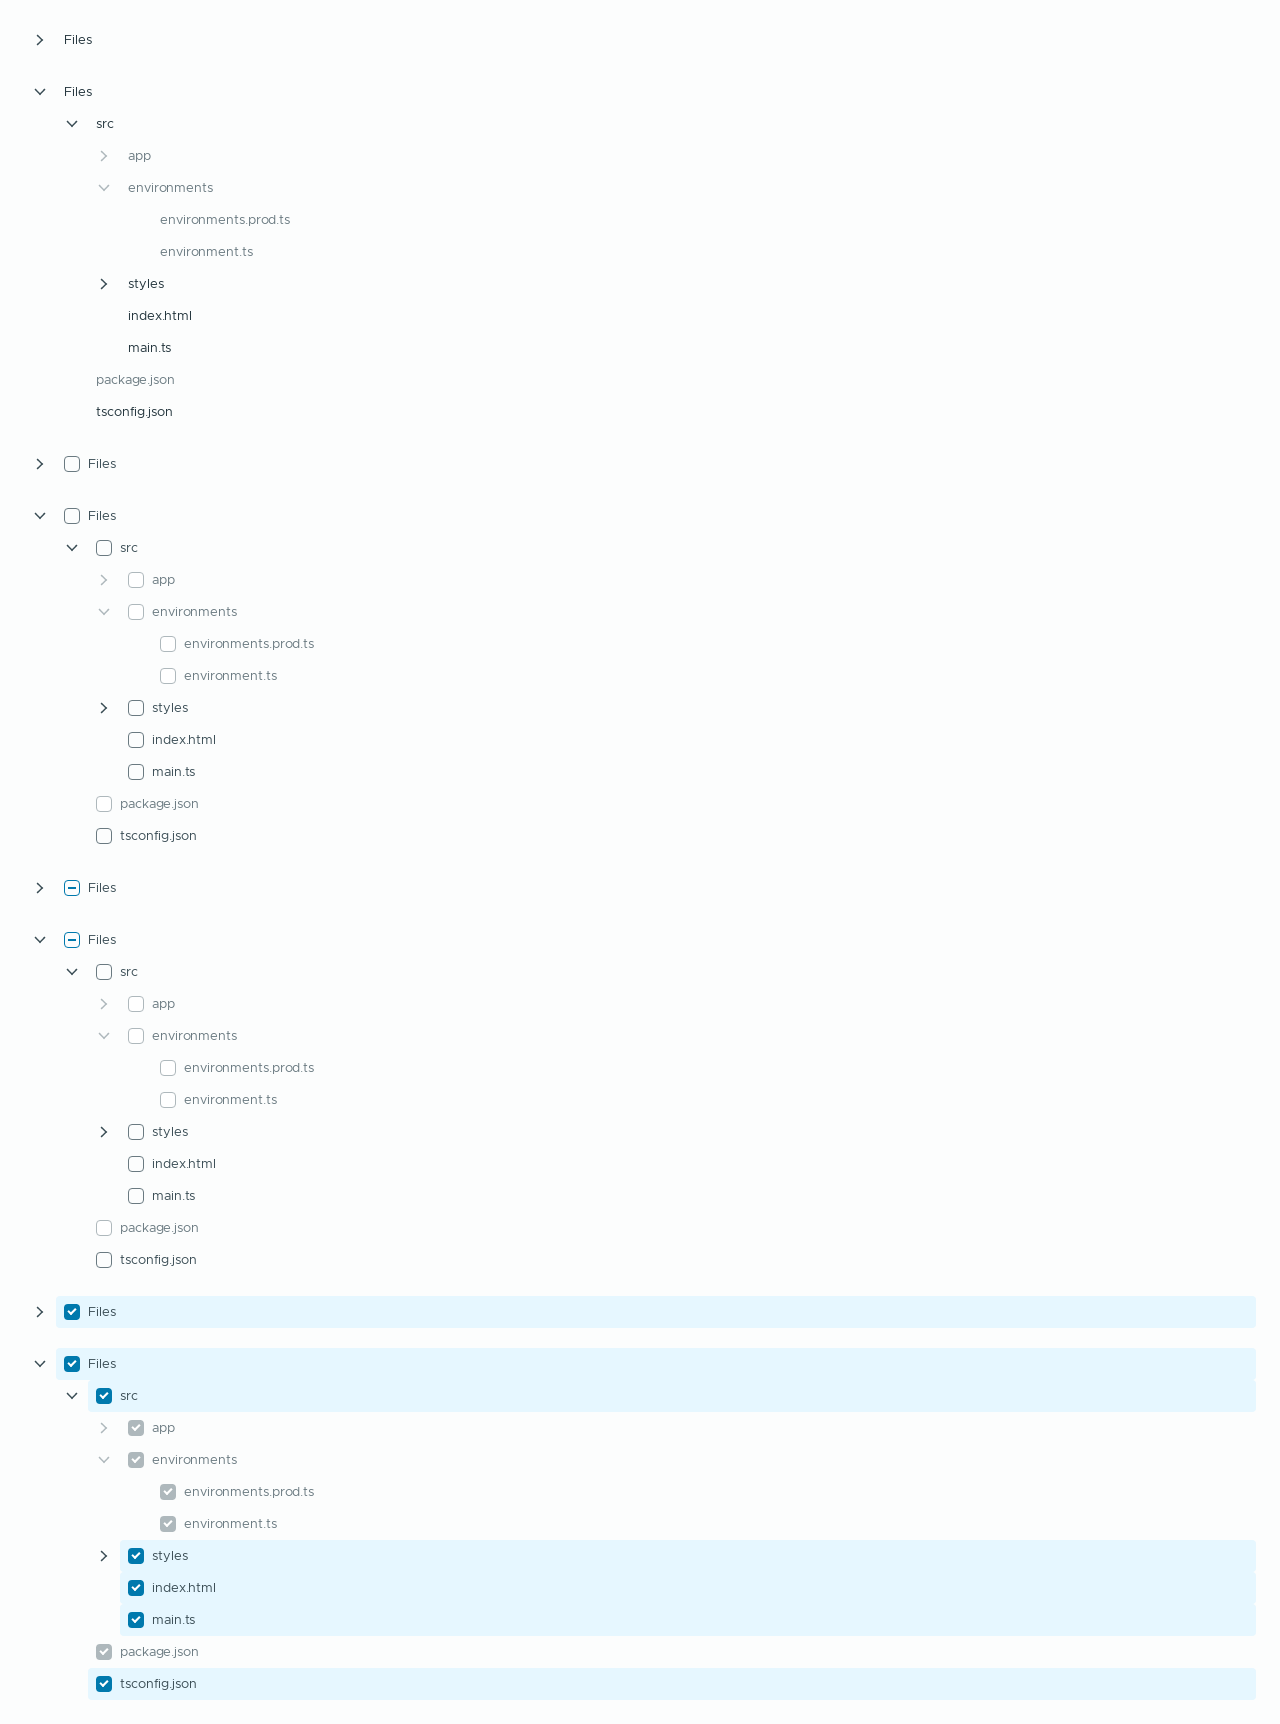 Files
Files
src
app
environments
environments.prod.ts
environment.ts
styles
index.html
main.ts
package.json
tsconfig.json
Files
Files
src
app
environments
environments.prod.ts
environment.ts
styles
index.html
main.ts
package.json
tsconfig.json
Files
Files
src
app
environments
environments.prod.ts
environment.ts
styles
index.html
main.ts
package.json
tsconfig.json
Files
Files
src
app
environments
environments.prod.ts
environment.ts
styles
index.html
main.ts
package.json
tsconfig.json